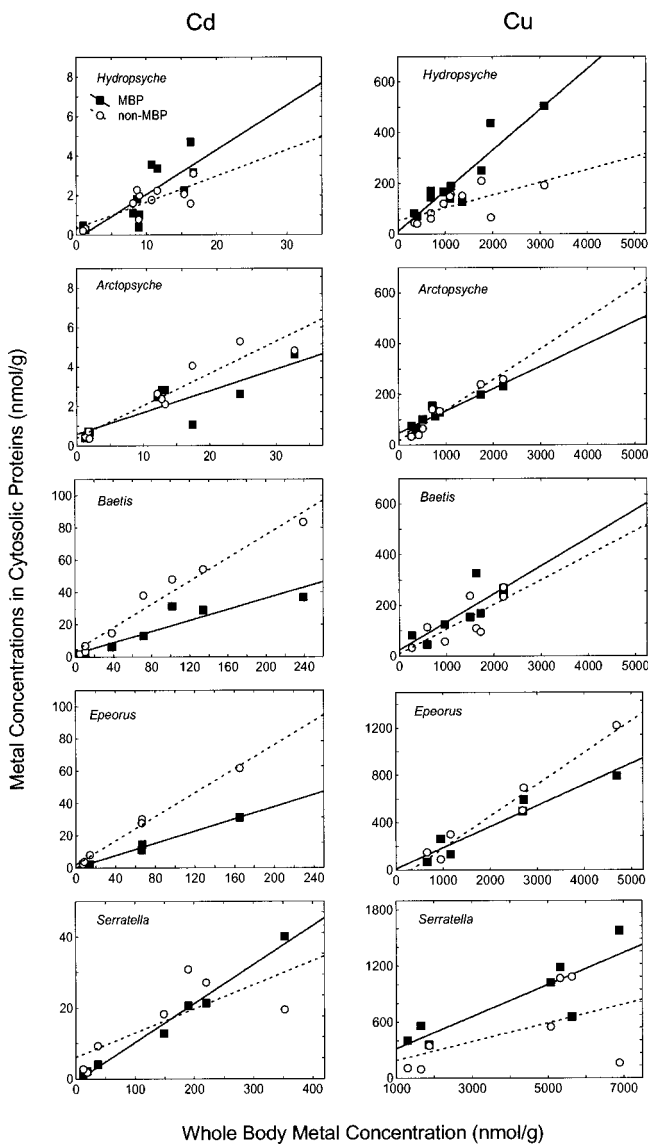 Cd
Cu
Metal Concentrations in Cytosolic Proteins (nmol/g)
Hydropsyche
MBP
non-MBP
8
6
4
2
0
0 10 20 30
Hydropsyche
600
400
200
0
0 1000 2000 3000 4000 5000
Arctopsyche
8
6
4
2
0
0 10 20 30
Arctopsyche
600
400
200
0
0 1000 2000 3000 4000 5000
Baetis
100
80
60
40
20
0
0 40 80 120 160 200 240
Baetis
600
400
200
0
0 1000 2000 3000 4000 5000
Epeorus
100
80
60
40
20
0
0 40 80 120 160 200 250
Epeorus
1200
800
400
0
0 1000 2000 3000 4000 5000
Serratella
40
20
0
0 100 200 300 400
Serratella
1800
1200
600
0
1000 2000 3000 4000 5000 6000 7000
Whole Body Metal Concentration (nmol/g)